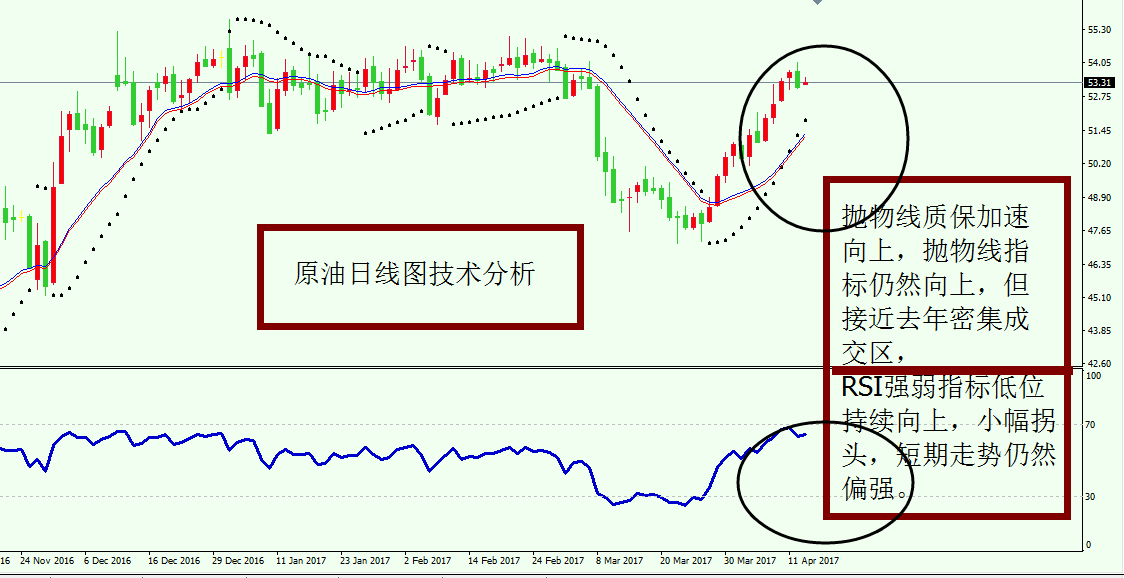 55.30
54.05
53.31
52.75
51.45
50.20
48.90
47.65
46.35
45.10
43.85
42.60
原油日线图技术分析
抛物线质保加速
向上，抛物线指
标仍然向上，但
接近去年密集成
交区，
RSI强弱指标低位
持续向上，小幅拐
头，短期走势仍然
偏强。
100
70
30
0
16 24 Nov 2016 6 Dec 2016 16 Dec 2016 29 Dec 2016 11 Jan 2017 23 Jan 2017 2 Feb 2017 14 Feb 2017 24 Feb 2017 8 Mar 2017 20 Mar 2017 30 Mar 2017 11 Apr 2017